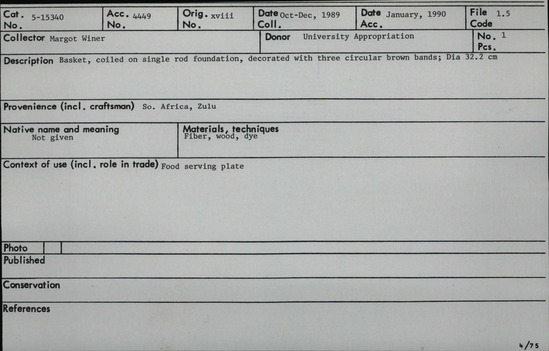 Cat. No. 5-15340 Acc. No. 4449 Orig. No. xviii Date Coll. Oct-Dec, 1989 Date Acc. January, 1990 File Code 1.5
Collector Margot Winer Donor University Appropriation No. Pcs. 1
Description Basket, coiled on single rod foundation, decorated with three circular brown bands; Dia 32.2 cm
Provenience (incl. craftsman) So. Africa, Zulu
Native name and meaning Materials, techniques
Not given Fiber, wood, dye
Context of use (incl. role in trade) Food serving plate
Photo
Published
Conservation
References
4/75